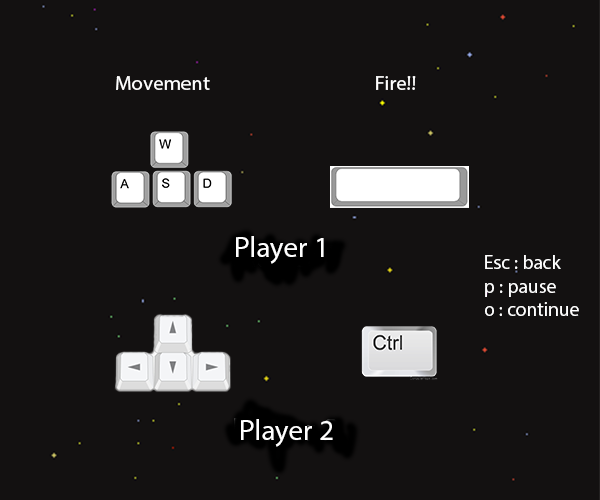 Movement
Fire!!
W
A S D
Player 1
Esc : back
p : pause
o : continue
Ctrl
Player 2